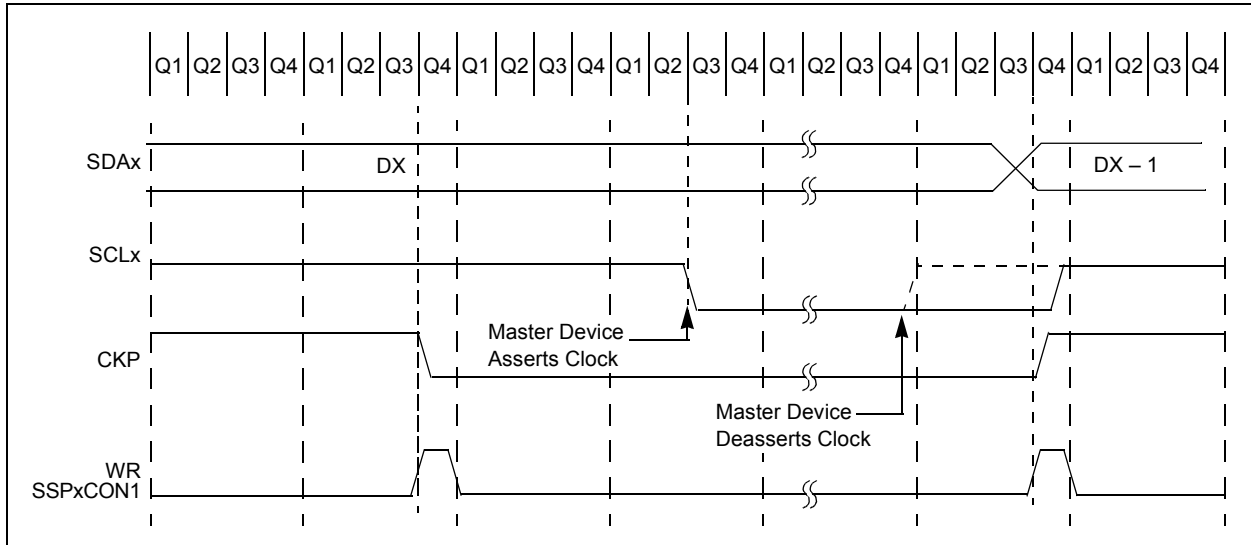 Q1 Q2 Q3 Q4 Q1 Q2 Q3 Q4 Q1 Q2 Q3 Q4 Q1 Q2 Q3 Q4 Q1 Q2 Q3 Q4 Q1 Q2 Q3 Q4 Q1 Q2 Q3 Q4
SDAx
DX
DX – 1
SCLx
Master Device
Asserts Clock
CKP
Master Device
Deasserts Clock
WR
SSPxCON1